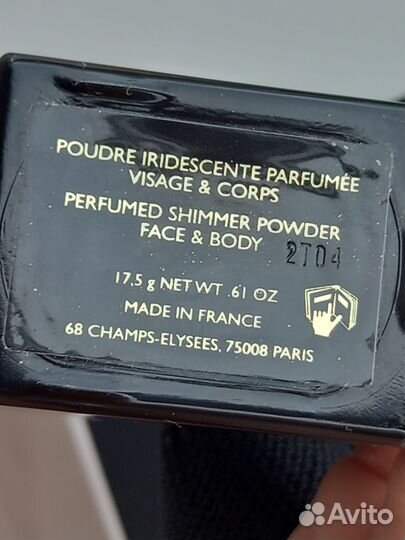 POUDRE IRIDESCENTE PARFUMÉE
VISAGE & CORPS
PERFUMED SHIMMER POWDER
FACE & BODY
2T04
17,5 g NET WT .61 OZ
MADE IN FRANCE
68 CHAMPS-ELYSEES, 75008 PARIS
Avito